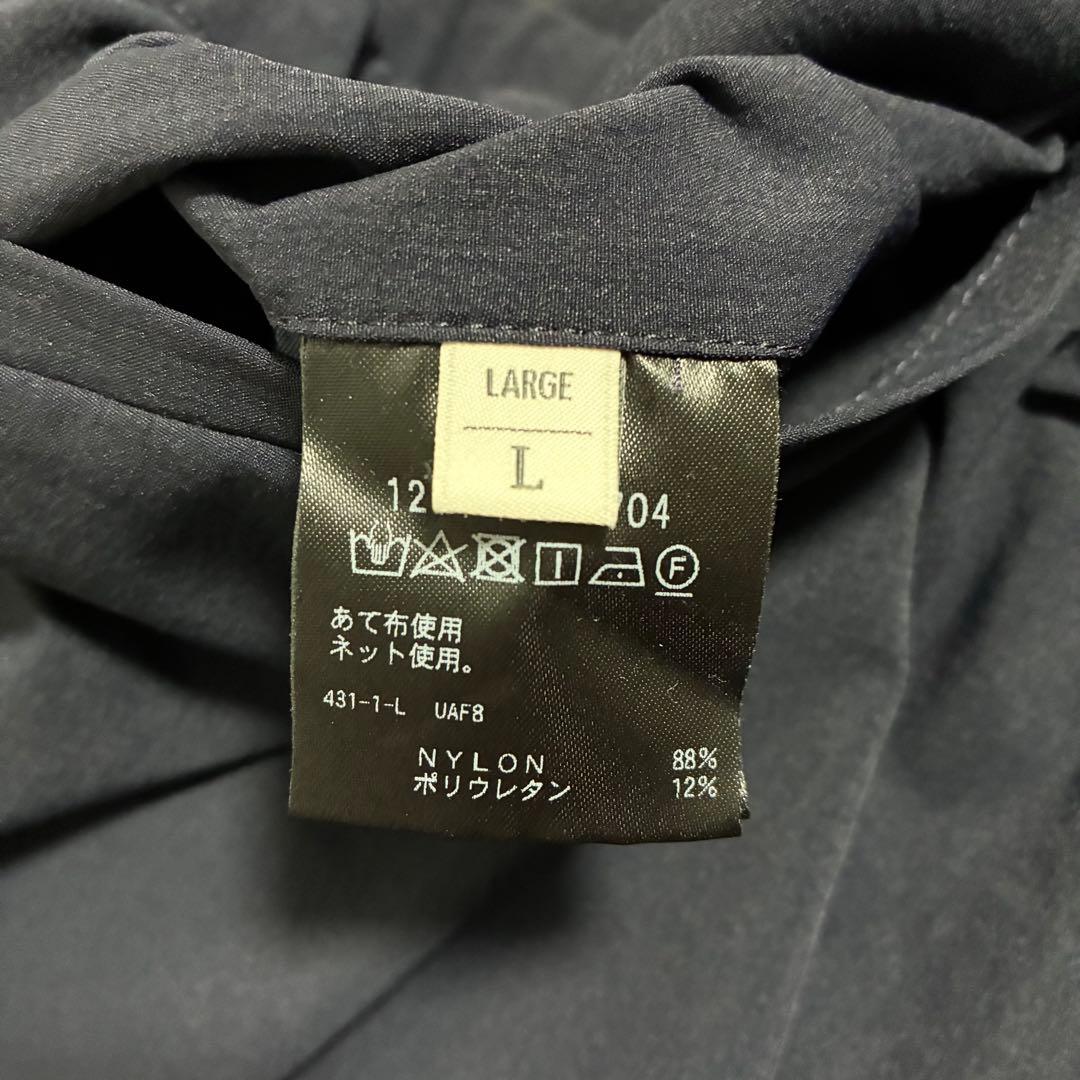 LARGE
L
704
F
あて布使用
ネット使用。
431-1-L UAF8
NYLON 88%
ポリウレタン 12%